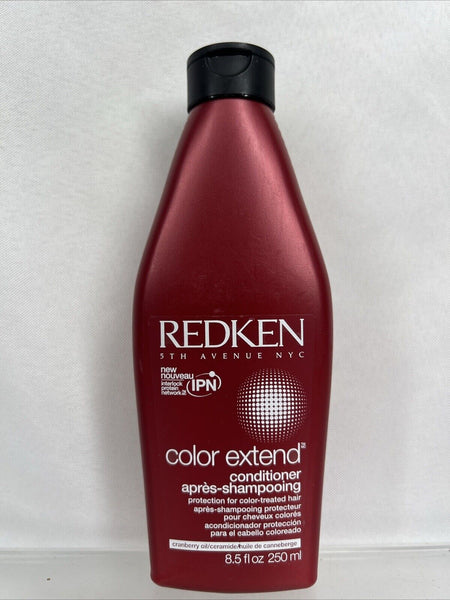 REDKEN
5TH AVENUE NYC
new
nouveau
interlock
protein
network
IPN
color extend
conditioner
après-shampooing
protection for color-treated hair
après-shampooing protecteur
pour cheveux colorés
acondicionador protección
para el cabello coloreado
cranberry oil/ceramide/huile de canneberge
8.5 fl oz 250 ml